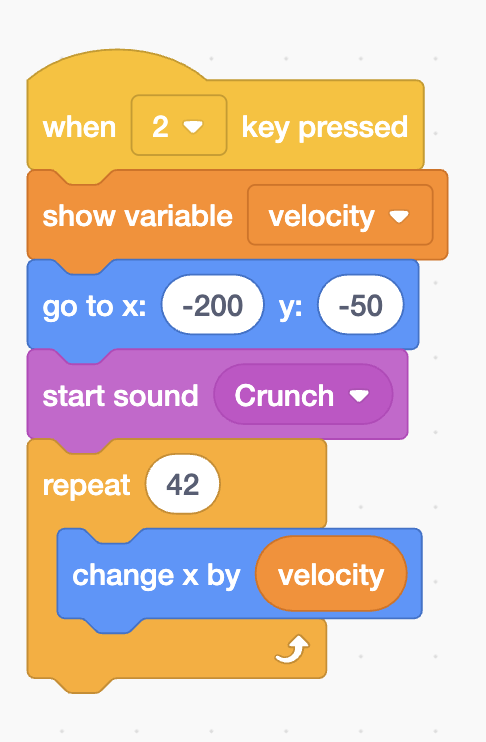 when 2 key pressed
show variable velocity
go to x: -200 y: -50
start sound Crunch
repeat 42
change x by velocity